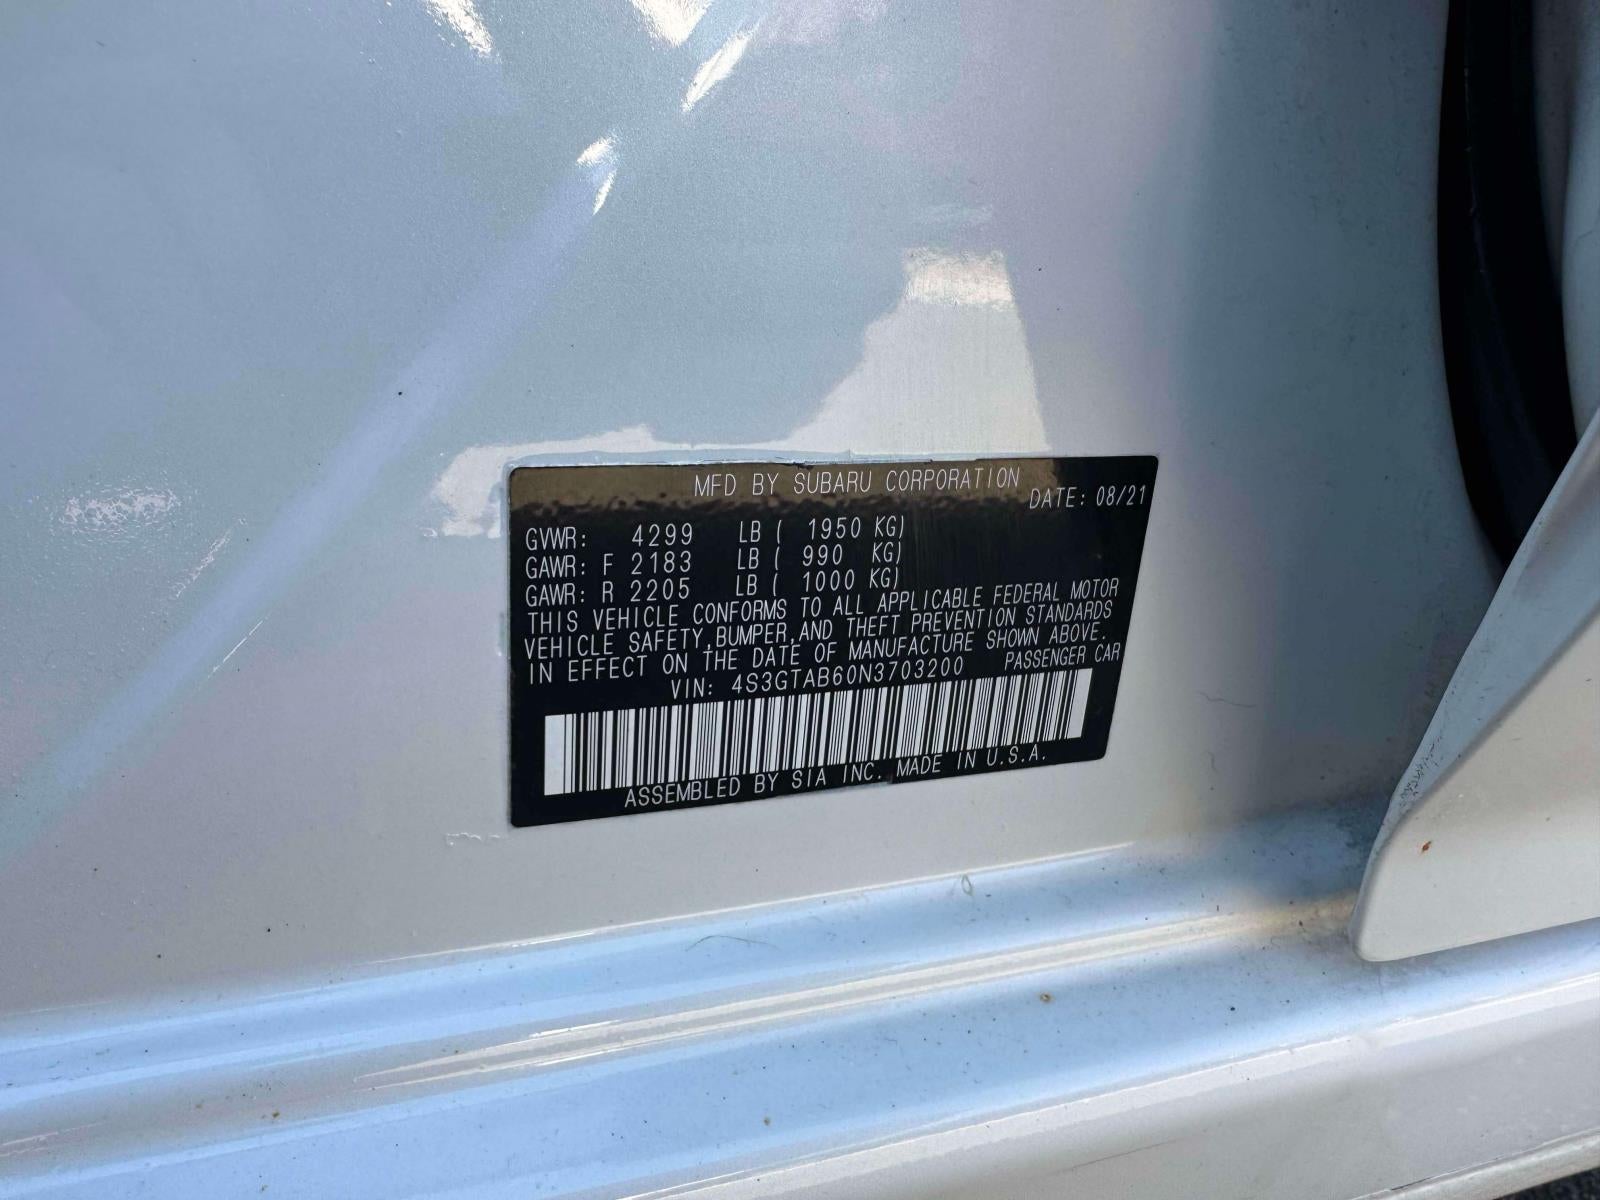 MFD BY SUBARU CORPORATION
DATE: 08/21
GVWR: 4299 LB ( 1950 KG)
GAWR: F 2183 LB ( 990 KG)
GAWR: R 2205 LB ( 1000 KG)
THIS VEHICLE CONFORMS TO ALL APPLICABLE FEDERAL MOTOR
VEHICLE SAFETY,BUMPER,AND THEFT PREVENTION STANDARDS
IN EFFECT ON THE DATE OF MANUFACTURE SHOWN ABOVE.
VIN: 4S3GTAB60N3703200 PASSENGER CAR
ASSEMBLED BY SIA INC. MADE IN U.S.A.